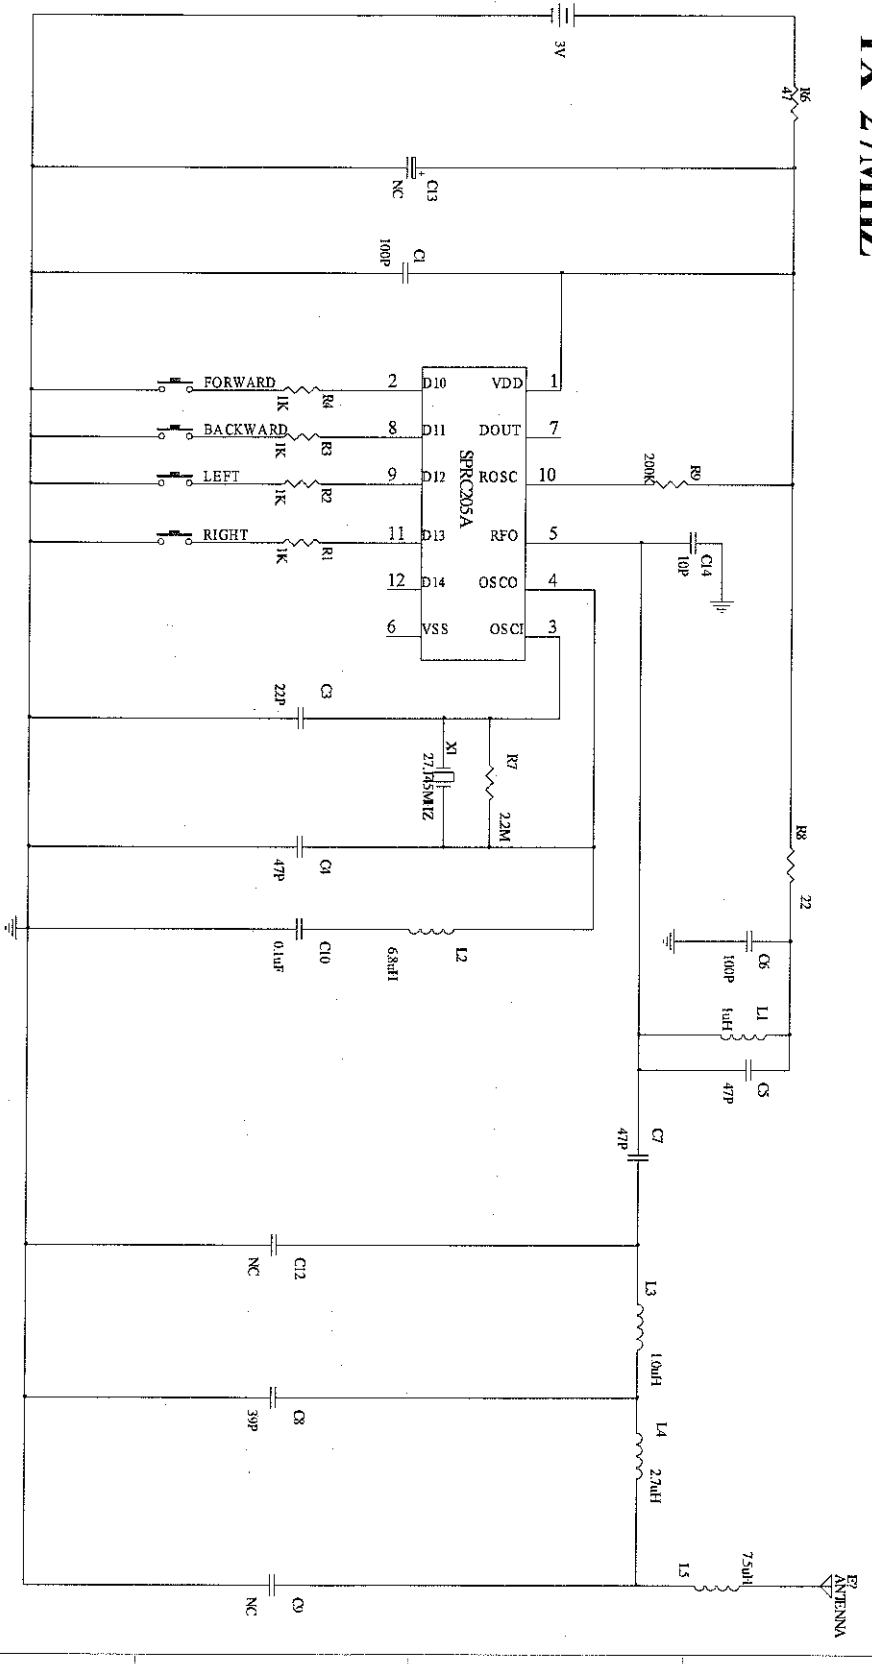 TX 27MHZ
3V
R6
47
C13
+
NC
C1
100P
FORWARD
R4
1K
2
D10
VDD
1
BACKWARD
R3
1K
8
D11
DOUT
7
LEFT
R2
1K
9
D12
ROSC
10
R9
200K
RIGHT
R1
1K
11
D13
RFO
5
C14
10P
12
D14
OSCO
4
6
VSS
OSCI
3
SPRC205A
C3
22P
X1
27.145MHZ
R7
2.2M
R8
22
C4
47P
C10
0.1uF
L2
6.8uH
C6
100P
L1
1uH
C5
47P
C7
47P
C12
NC
L3
1.0uH
C8
39P
L4
2.7uH
C9
NC
L5
E?
ANTENNA